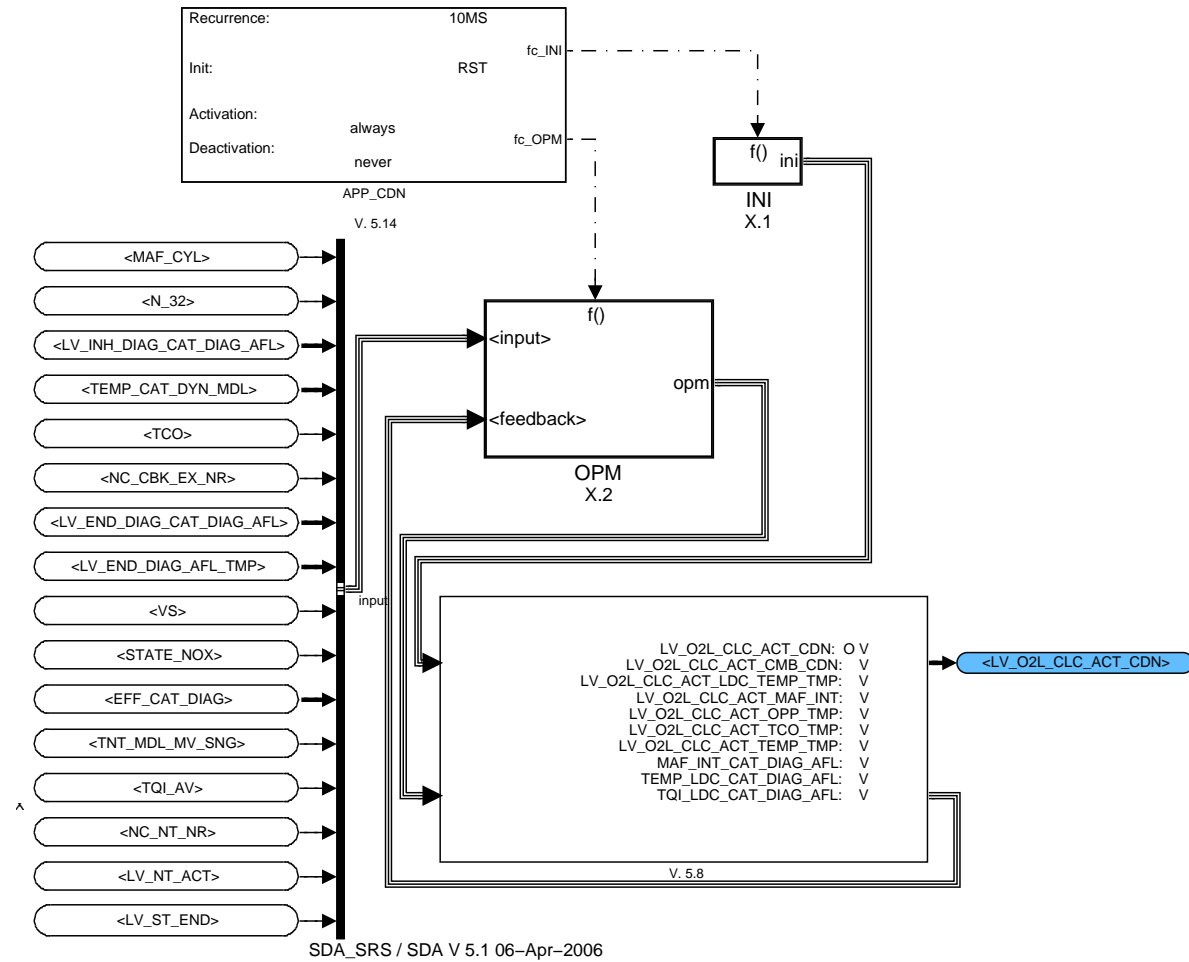 Recurrence: 10MS
fc_INI
Init: RST
Activation:
always
fc_OPM
Deactivation:
never
APP_CDN
V. 5.14
f()
ini
INI
X.1
<MAF_CYL>
<N_32>
<LV_INH_DIAG_CAT_DIAG_AFL>
<TEMP_CAT_DYN_MDL>
<TCO>
<NC_CBK_EX_NR>
<LV_END_DIAG_CAT_DIAG_AFL>
<LV_END_DIAG_AFL_TMP>
<VS>
<STATE_NOX>
<EFF_CAT_DIAG>
<TNT_MDL_MV_SNG>
<TQI_AV>
<NC_NT_NR>
<LV_NT_ACT>
<LV_ST_END>
input
f()
<input>
opm
<feedback>
OPM
X.2
LV_O2L_CLC_ACT_CDN: O V
LV_O2L_CLC_ACT_CMB_CDN: V
LV_O2L_CLC_ACT_LDC_TEMP_TMP: V
LV_O2L_CLC_ACT_MAF_INT: V
LV_O2L_CLC_ACT_OPP_TMP: V
LV_O2L_CLC_ACT_TCO_TMP: V
LV_O2L_CLC_ACT_TEMP_TMP: V
MAF_INT_CAT_DIAG_AFL: V
TEMP_LDC_CAT_DIAG_AFL: V
TQI_LDC_CAT_DIAG_AFL: V
<LV_O2L_CLC_ACT_CDN>
V. 5.8
SDA_SRS / SDA V 5.1 06−Apr−2006